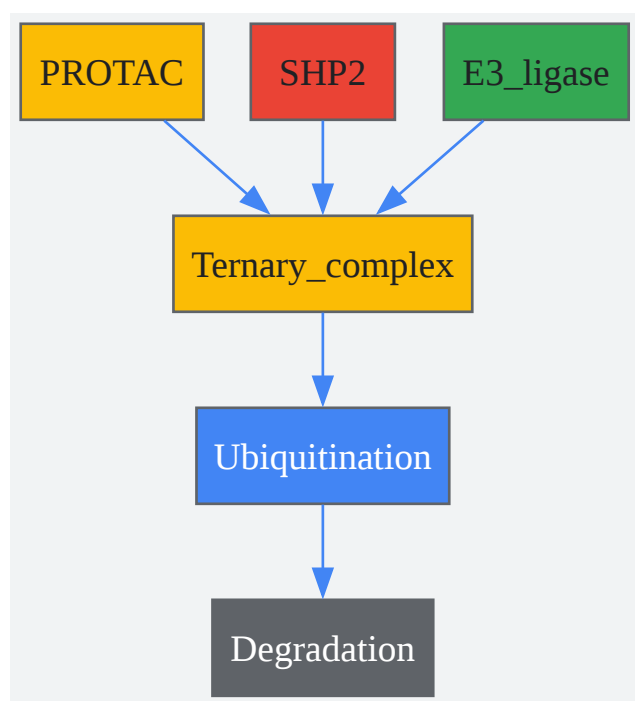 PROTAC
SHP2
E3_ligase
Ternary_complex
Ubiquitination
Degradation